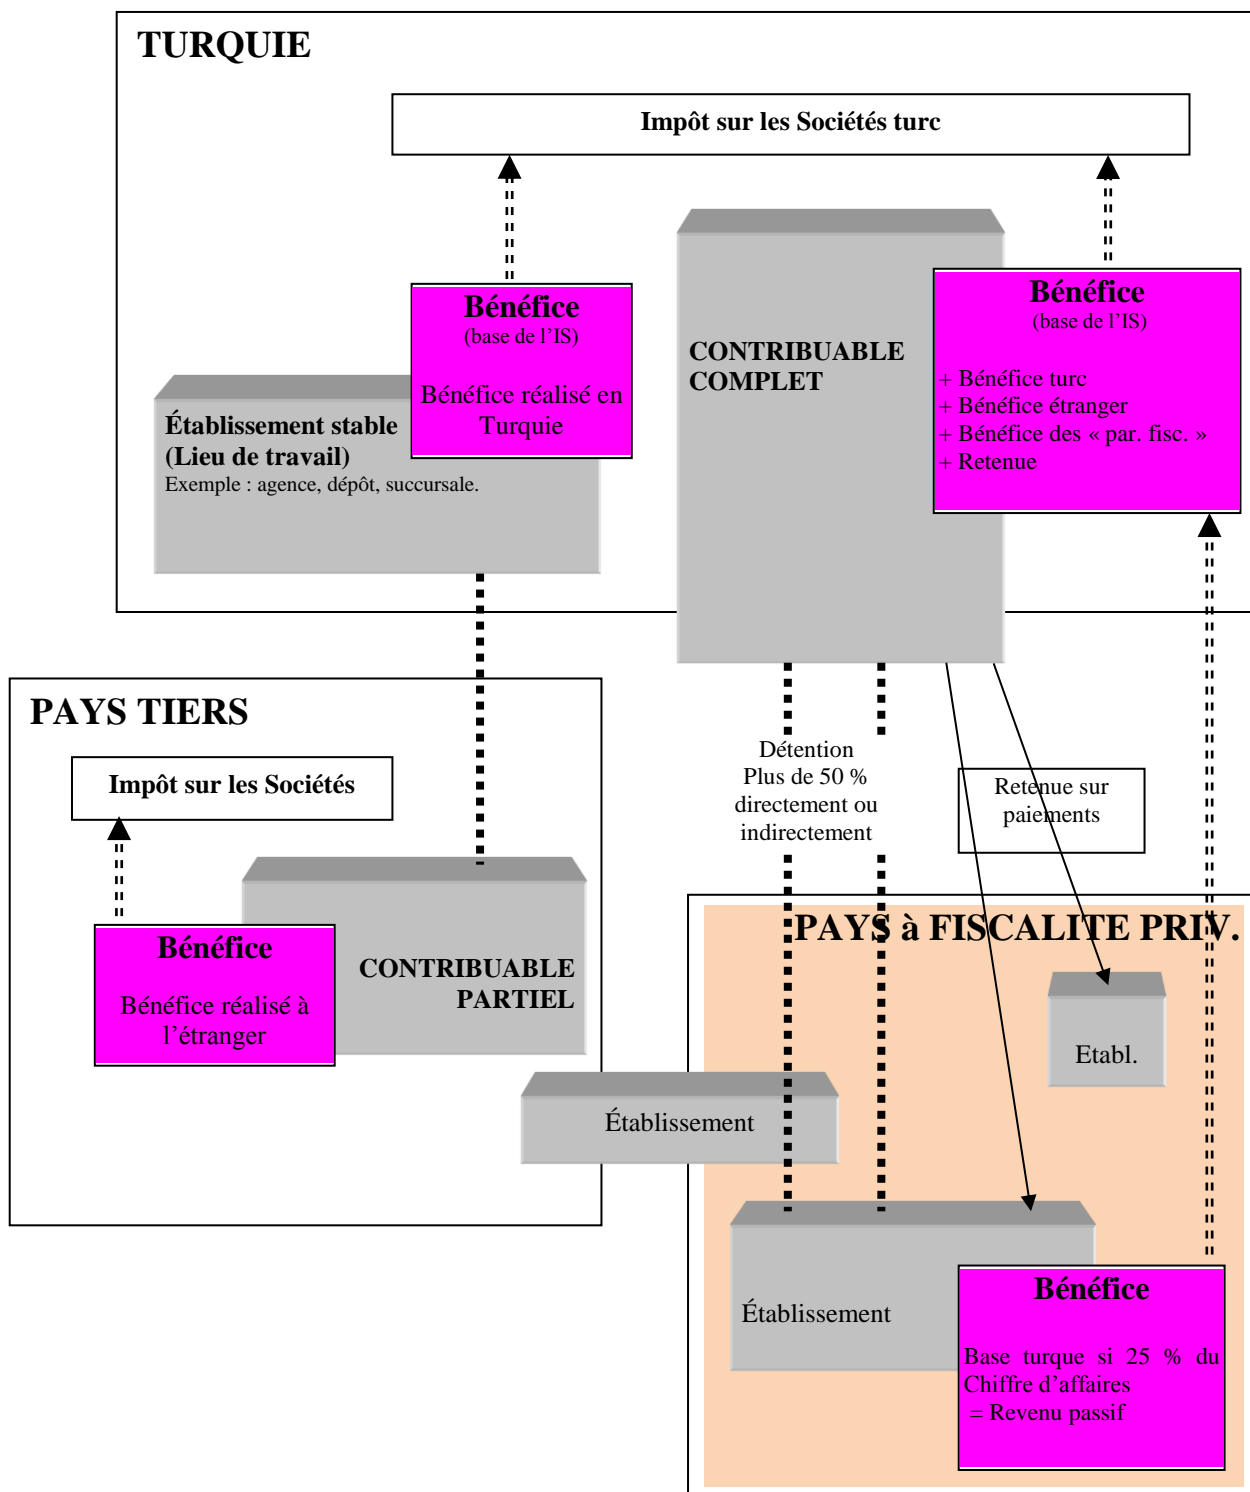 TURQUIE
Impôt sur les Sociétés turc
Bénéfice
(base de l’IS)
Bénéfice réalisé en
Turquie
Établissement stable
(Lieu de travail)
Exemple : agence, dépôt, succursale.
CONTRIBUABLE
COMPLET
Bénéfice
(base de l’IS)
+ Bénéfice turc
+ Bénéfice étranger
+ Bénéfice des « par. fisc. »
+ Retenue
PAYS TIERS
Impôt sur les Sociétés
Bénéfice
Bénéfice réalisé à
l’étranger
CONTRIBUABLE
PARTIEL
Détention
Plus de 50 %
directement ou
indirectement
Retenue sur
paiements
PAYS à FISCALITE PRIV.
Etabl.
Établissement
Établissement
Bénéfice
Base turque si 25 % du
Chiffre d’affaires
= Revenu passif